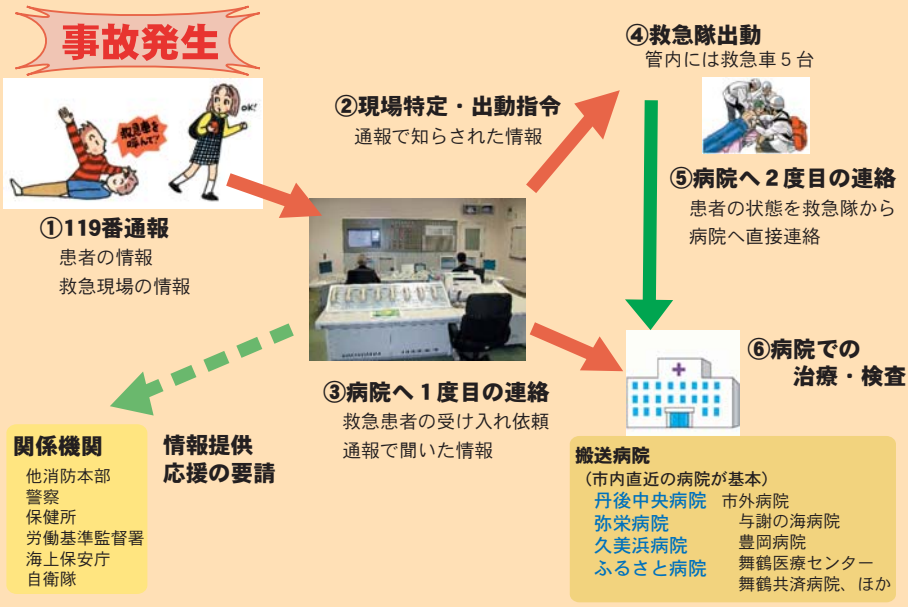 事故発生
救急車を
呼んで!
OK!
①119番通報
患者の情報
救急現場の情報
②現場特定・出動指令
通報で知らされた情報
③病院へ1度目の連絡
救急患者の受け入れ依頼
通報で聞いた情報
④救急隊出動
管内には救急車5台
⑤病院へ2度目の連絡
患者の状態を救急隊から
病院へ直接連絡
⑥病院での
治療・検査
関係機関
他消防本部
警察
保健所
労働基準監督署
海上保安庁
自衛隊
情報提供
応援の要請
搬送病院
(市内直近の病院が基本)
丹後中央病院
弥栄病院
久美浜病院
ふるさと病院
市外病院
与謝の海病院
豊岡病院
舞鶴医療センター
舞鶴共済病院、ほか